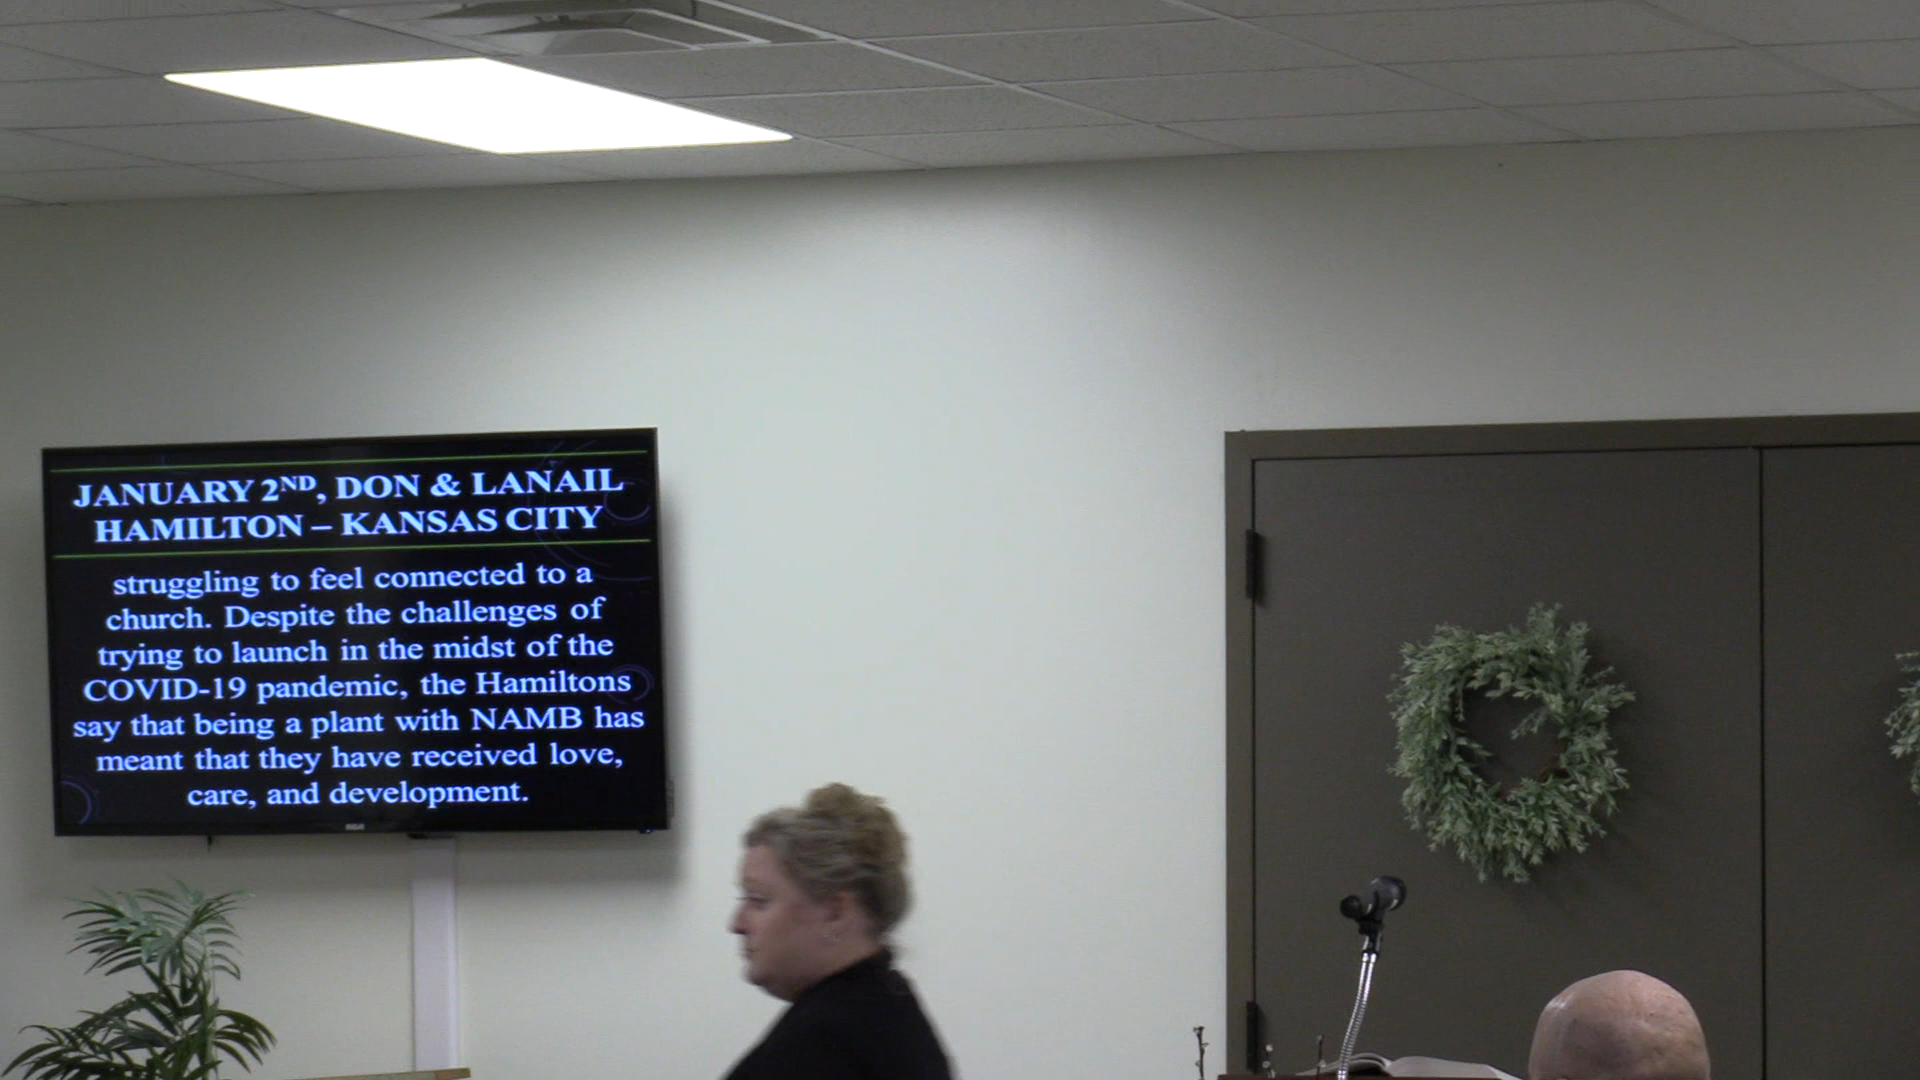 JANUARY 2ND, DON & LANAIL
HAMILTON – KANSAS CITY
struggling to feel connected to a
church. Despite the challenges of
trying to launch in the midst of the
COVID-19 pandemic, the Hamiltons
say that being a plant with NAMB has
meant that they have received love,
care, and development.
RCA